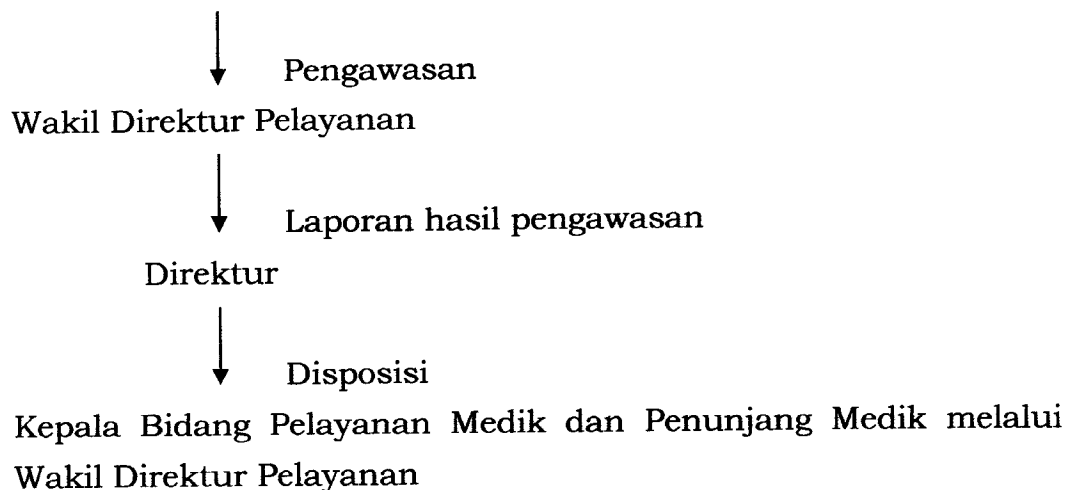 Pengawasan
Wakil Direktur Pelayanan
Laporan hasil pengawasan
Direktur
Disposisi
Kepala Bidang Pelayanan Medik dan Penunjang Medik melalui
Wakil Direktur Pelayanan